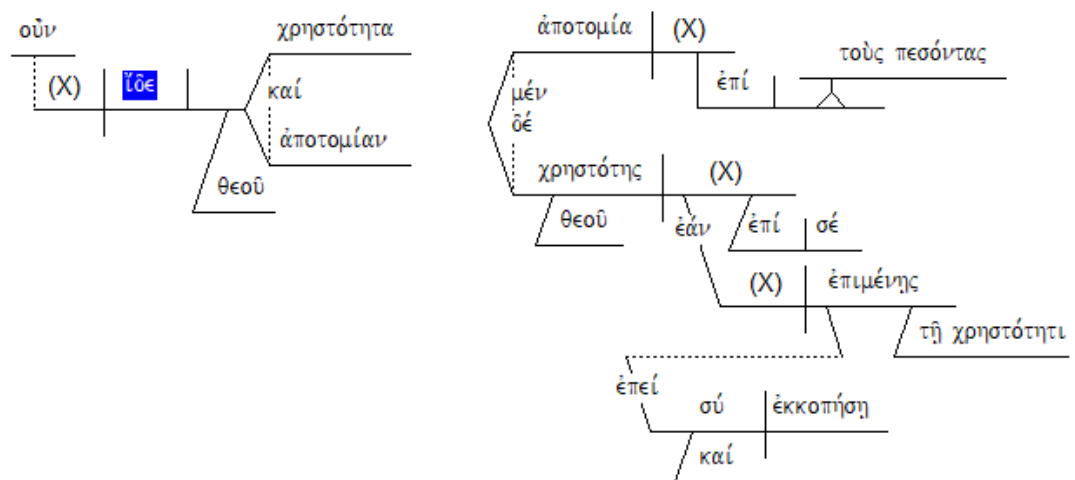 οὖν
(X) ἴδε
χρηστότητα
καί
ἀποτομίαν
θεοῦ
ἀποτομία (X)
ἐπί
τοὺς πεσόντας
μέν
δέ
χρηστότης (X)
θεοῦ
ἐάν
ἐπί σέ
(X) ἐπιμένῃς
τῇ χρηστότητι
ἐπεί
σύ ἐκκοπήσῃ
καί